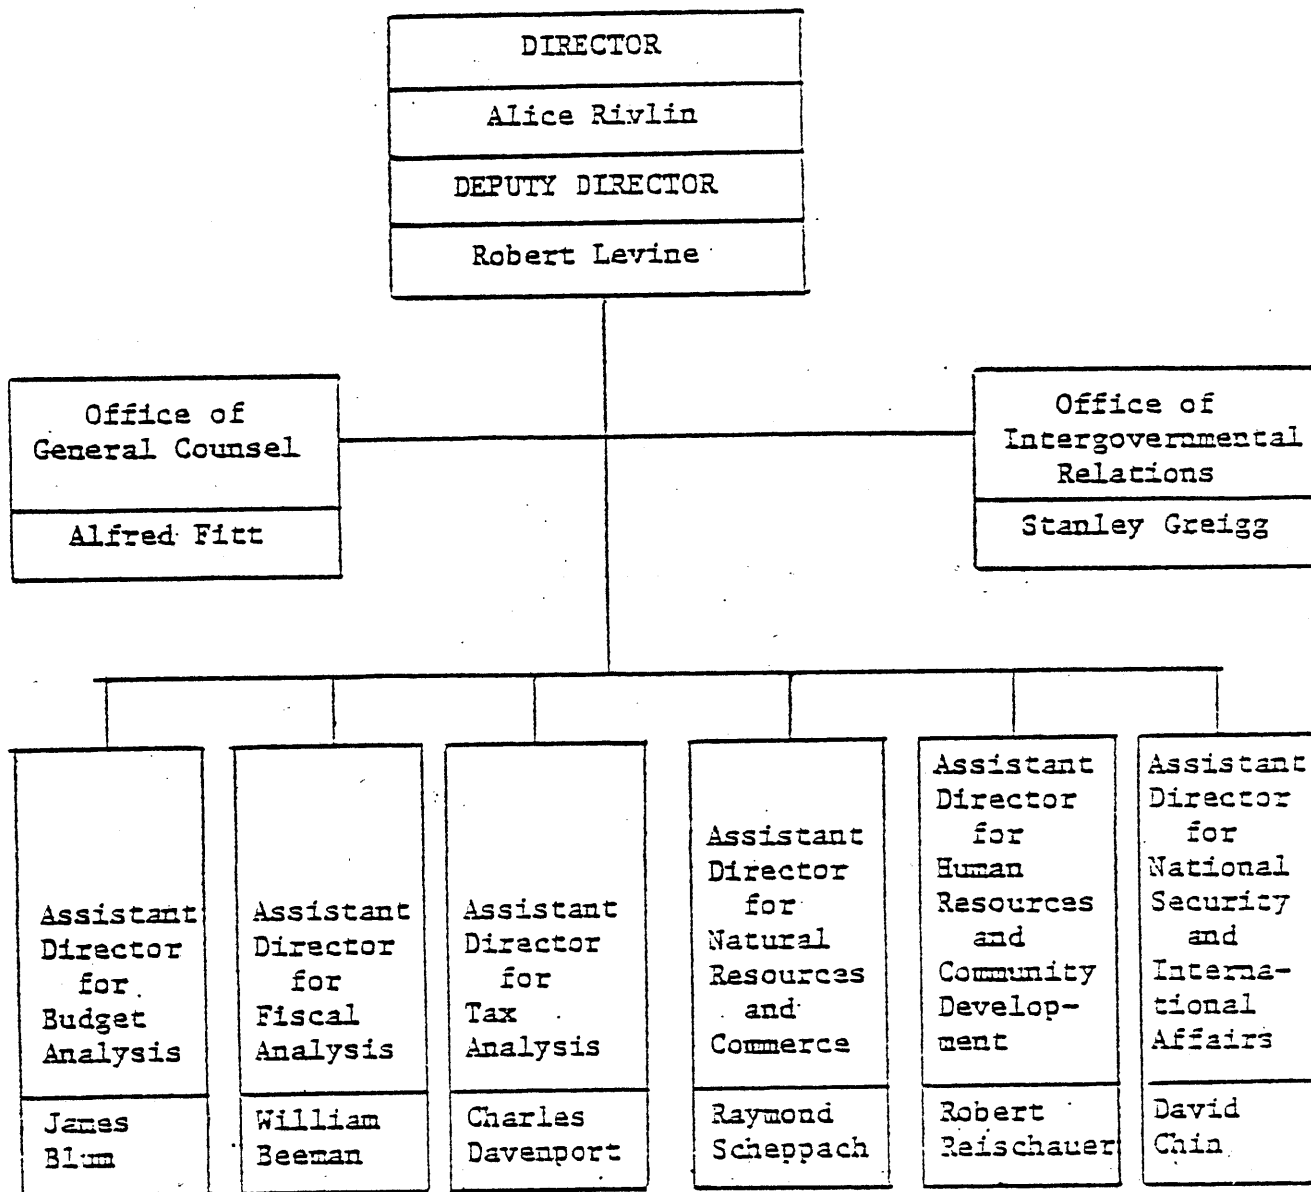 DIRECTOR
Alice Rivlin
DEPUTY DIRECTOR
Robert Levine
Office of
General Counsel
Alfred Fitt
Office of
Intergovernmental
Relations
Stanley Greigg
Assistant
Director
for
Budget
Analysis
James
Blum
Assistant
Director
for
Fiscal
Analysis
William
Beeman
Assistant
Director
for
Tax
Analysis
Charles
Davenport
Assistant
Director
for
Natural
Resources
and
Commerce
Raymond
Scheppach
Assistant
Director
for
Human
Resources
and
Community
Develop-
ment
Robert
Reischauer
Assistant
Director
for
National
Security
and
Interna-
tional
Affairs
David
Chin